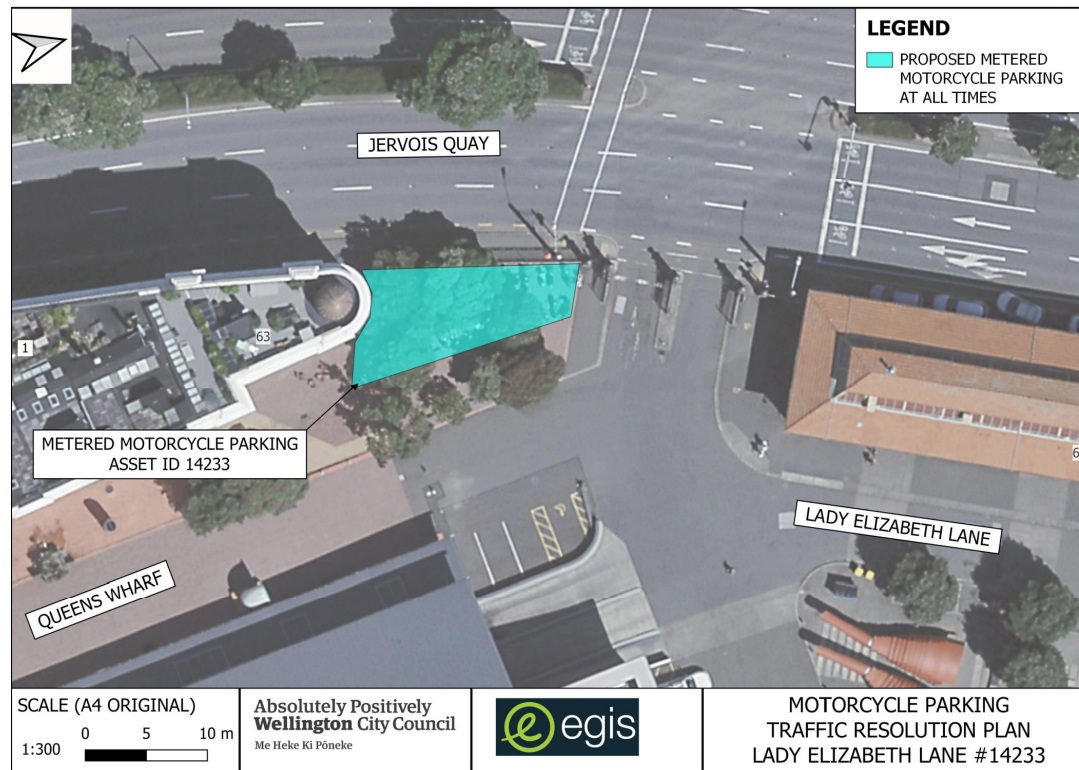 LEGEND
PROPOSED METERED
MOTORCYCLE PARKING
AT ALL TIMES
JERVOIS QUAY
63
1
METERED MOTORCYCLE PARKING
ASSET ID 14233
6
LADY ELIZABETH LANE
QUEENS WHARF
SCALE (A4 ORIGINAL)
1:300
0 5 10 m
Absolutely Positively
Wellington City Council
Me Heke Ki Pōneke
egis
MOTORCYCLE PARKING
TRAFFIC RESOLUTION PLAN
LADY ELIZABETH LANE #14233